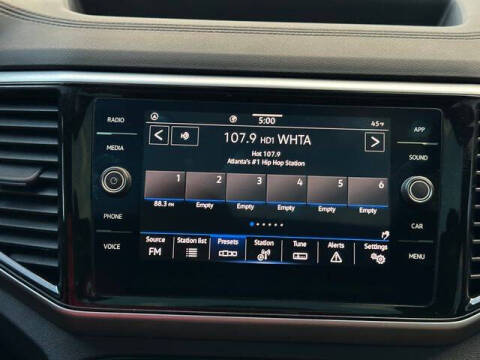 RADIO
5:00
45°F
APP
107.9 HD1 WHTA
MEDIA
Hot 107.9
SOUND
Atlanta's #1 Hip Hop Station
1 2 3 4 5 6
88.3 FM Empty Empty Empty Empty Empty
PHONE
CAR
VOICE
Source Station list Presets Station Tune Alerts Settings
FM
MENU